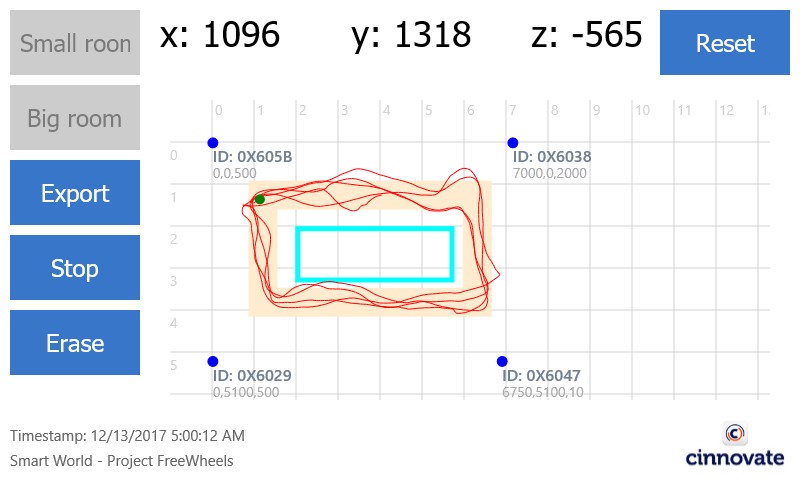 Small room
x: 1096 y: 1318 z: -565
Reset
Big room
Export
Stop
Erase
0 1 2 3 4 5 6 7 8 9 10 11 12 1.
0
1
2
3
4
5
ID: 0X605B
0,0,500
ID: 0X6038
7000,0,2000
ID: 0X6029
0,5100,500
ID: 0X6047
6750,5100,10
Timestamp: 12/13/2017 5:00:12 AM
Smart World - Project FreeWheels
cinnovate